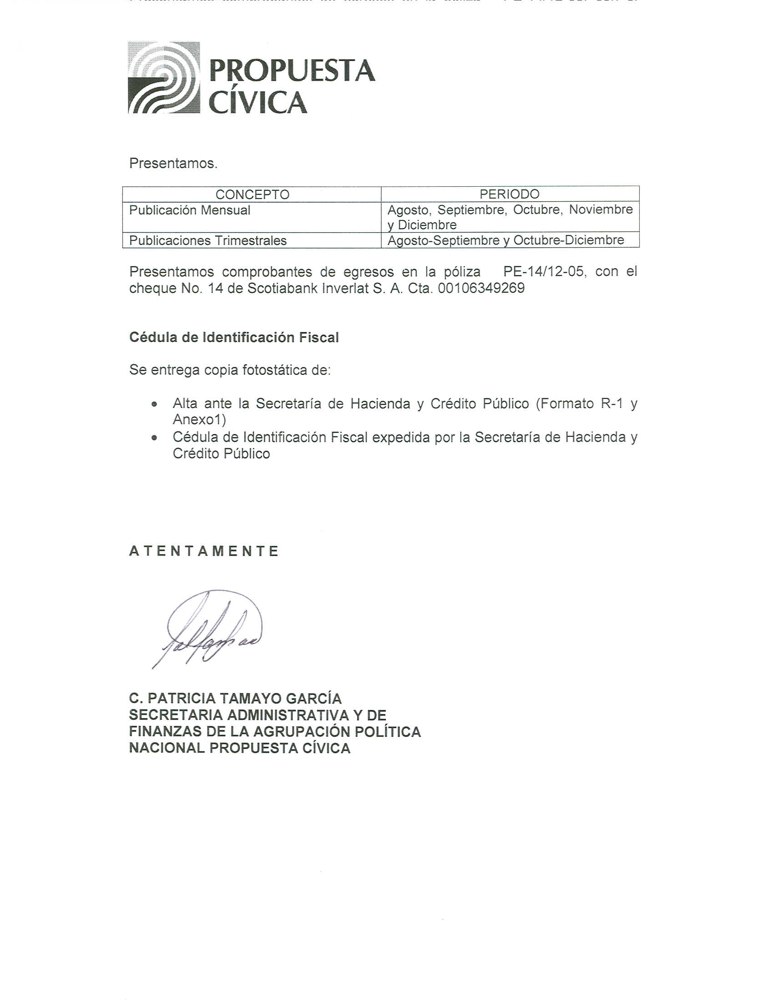 PROPUESTA
CÍVICA
Presentamos.
CONCEPTO PERIODO
Publicación Mensual Agosto, Septiembre, Octubre, Noviembre
y Diciembre
Publicaciones Trimestrales Agosto-Septiembre y Octubre-Diciembre
Presentamos comprobantes de egresos en la póliza PE-14/12-05, con el
cheque No. 14 de Scotiabank Inverlat S. A. Cta. 00106349269
Cédula de Identificación Fiscal
Se entrega copia fotostática de:
• Alta ante la Secretaría de Hacienda y Crédito Público (Formato R-1 y
Anexo1)
• Cédula de Identificación Fiscal expedida por la Secretaría de Hacienda y
Crédito Público
A T E N T A M E N T E
C. PATRICIA TAMAYO GARCÍA
SECRETARIA ADMINISTRATIVA Y DE
FINANZAS DE LA AGRUPACIÓN POLÍTICA
NACIONAL PROPUESTA CÍVICA